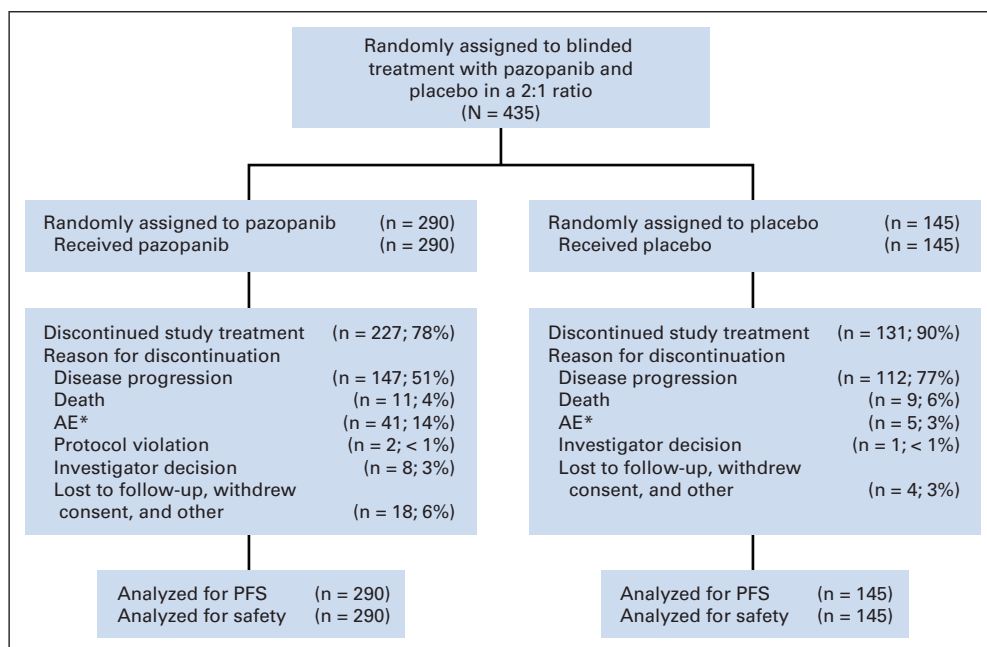 Randomly assigned to blinded
treatment with pazopanib and
placebo in a 2:1 ratio
(N = 435)
Randomly assigned to pazopanib (n = 290)
Received pazopanib (n = 290)
Randomly assigned to placebo (n = 145)
Received placebo (n = 145)
Discontinued study treatment (n = 227; 78%)
Reason for discontinuation
Disease progression (n = 147; 51%)
Death (n = 11; 4%)
AE* (n = 41; 14%)
Protocol violation (n = 2; < 1%)
Investigator decision (n = 8; 3%)
Lost to follow-up, withdrew
consent, and other (n = 18; 6%)
Discontinued study treatment (n = 131; 90%)
Reason for discontinuation
Disease progression (n = 112; 77%)
Death (n = 9; 6%)
AE* (n = 5; 3%)
Investigator decision (n = 1; < 1%)
Lost to follow-up, withdrew
consent, and other (n = 4; 3%)
Analyzed for PFS (n = 290)
Analyzed for safety (n = 290)
Analyzed for PFS (n = 145)
Analyzed for safety (n = 145)